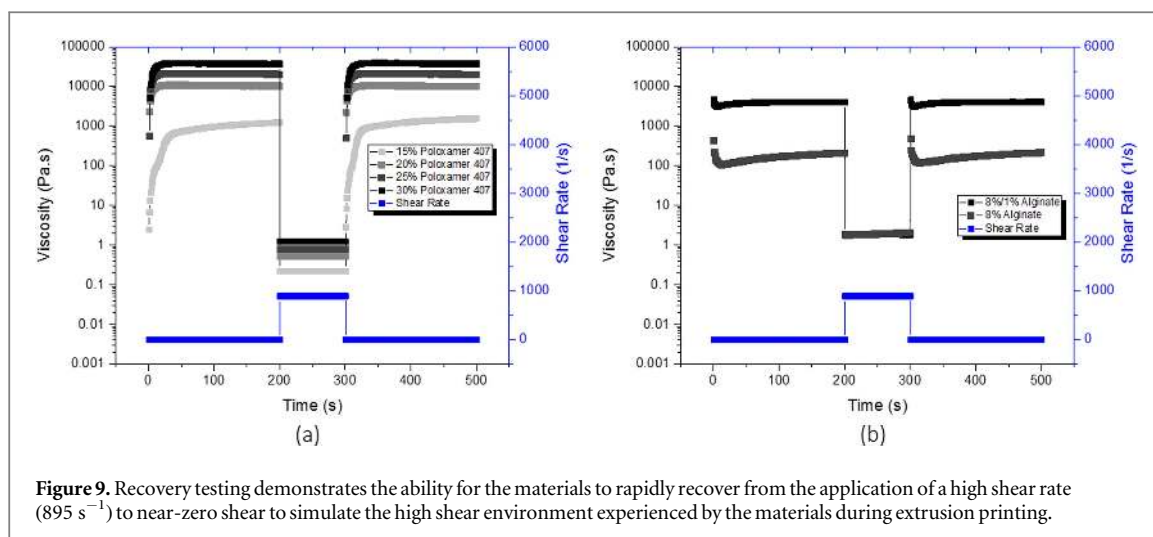 100000
10000
1000
100
10
1
0.1
0.01
0.001
Viscosity (Pa.s)
6000
5000
4000
3000
2000
1000
0
Shear Rate (1/s)
15% Poloxamer 407
20% Poloxamer 407
25% Poloxamer 407
30% Poloxamer 407
Shear Rate
0 100 200 300 400 500
Time (s)
(a)
100000
10000
1000
100
10
1
0.1
0.01
0.001
Viscosity (Pa.s)
6000
5000
4000
3000
2000
1000
0
Shear Rate (1/s)
8%/1% Alginate
8% Alginate
Shear Rate
0 100 200 300 400 500
Time (s)
(b)
Figure 9. Recovery testing demonstrates the ability for the materials to rapidly recover from the application of a high shear rate
(895 s⁻¹) to near-zero shear to simulate the high shear environment experienced by the materials during extrusion printing.